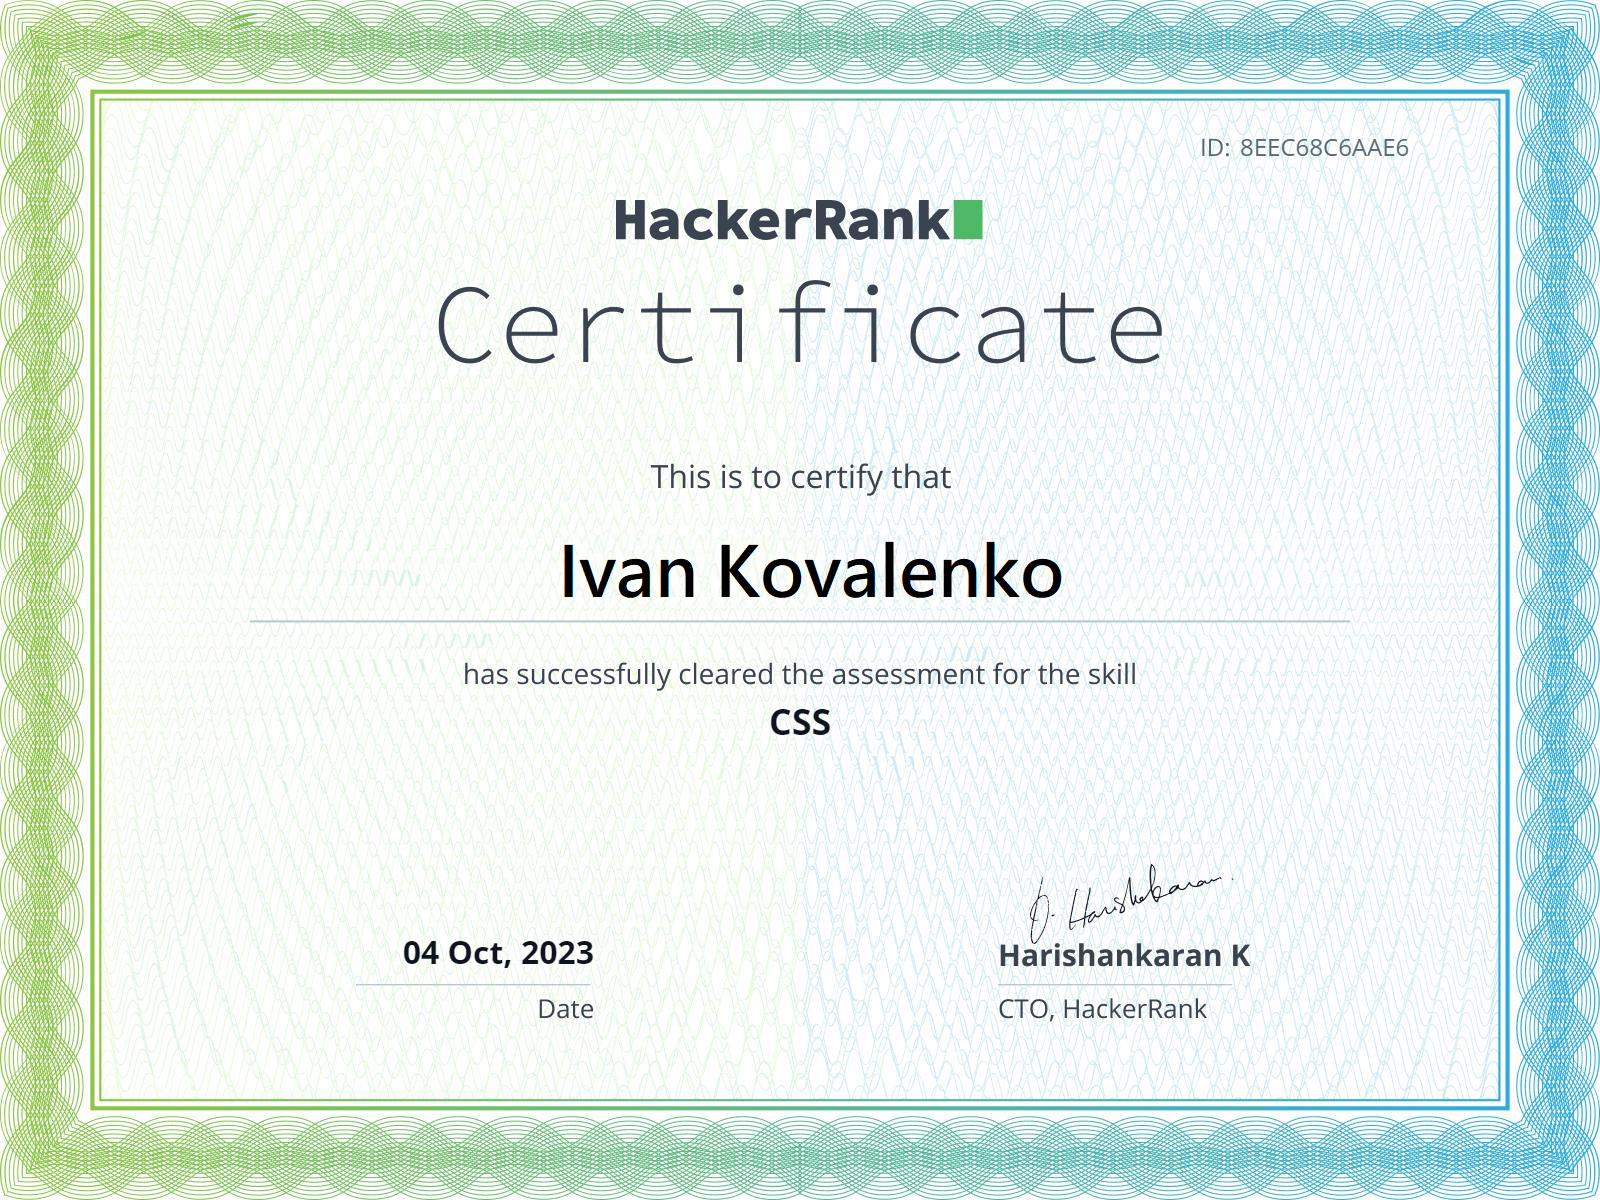 ID: 8EEC68C6AAE6
HackerRank
Certificate
This is to certify that
Ivan Kovalenko
has successfully cleared the assessment for the skill
CSS
04 Oct, 2023
Date
D. Harishankaran
Harishankaran K
CTO, HackerRank